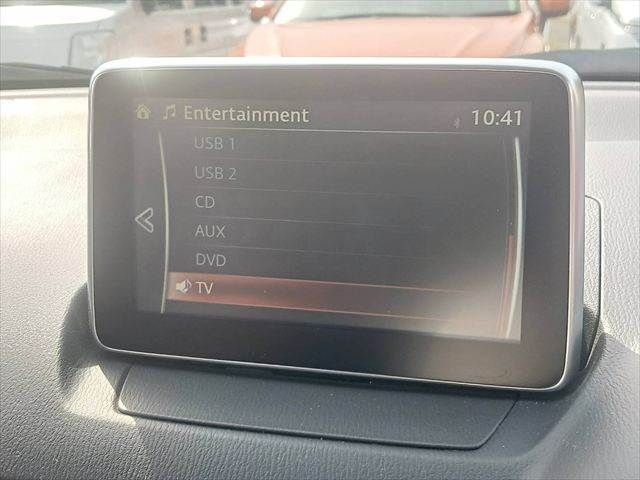 Entertainment 10:41
USB 1
USB 2
CD
AUX
DVD
TV